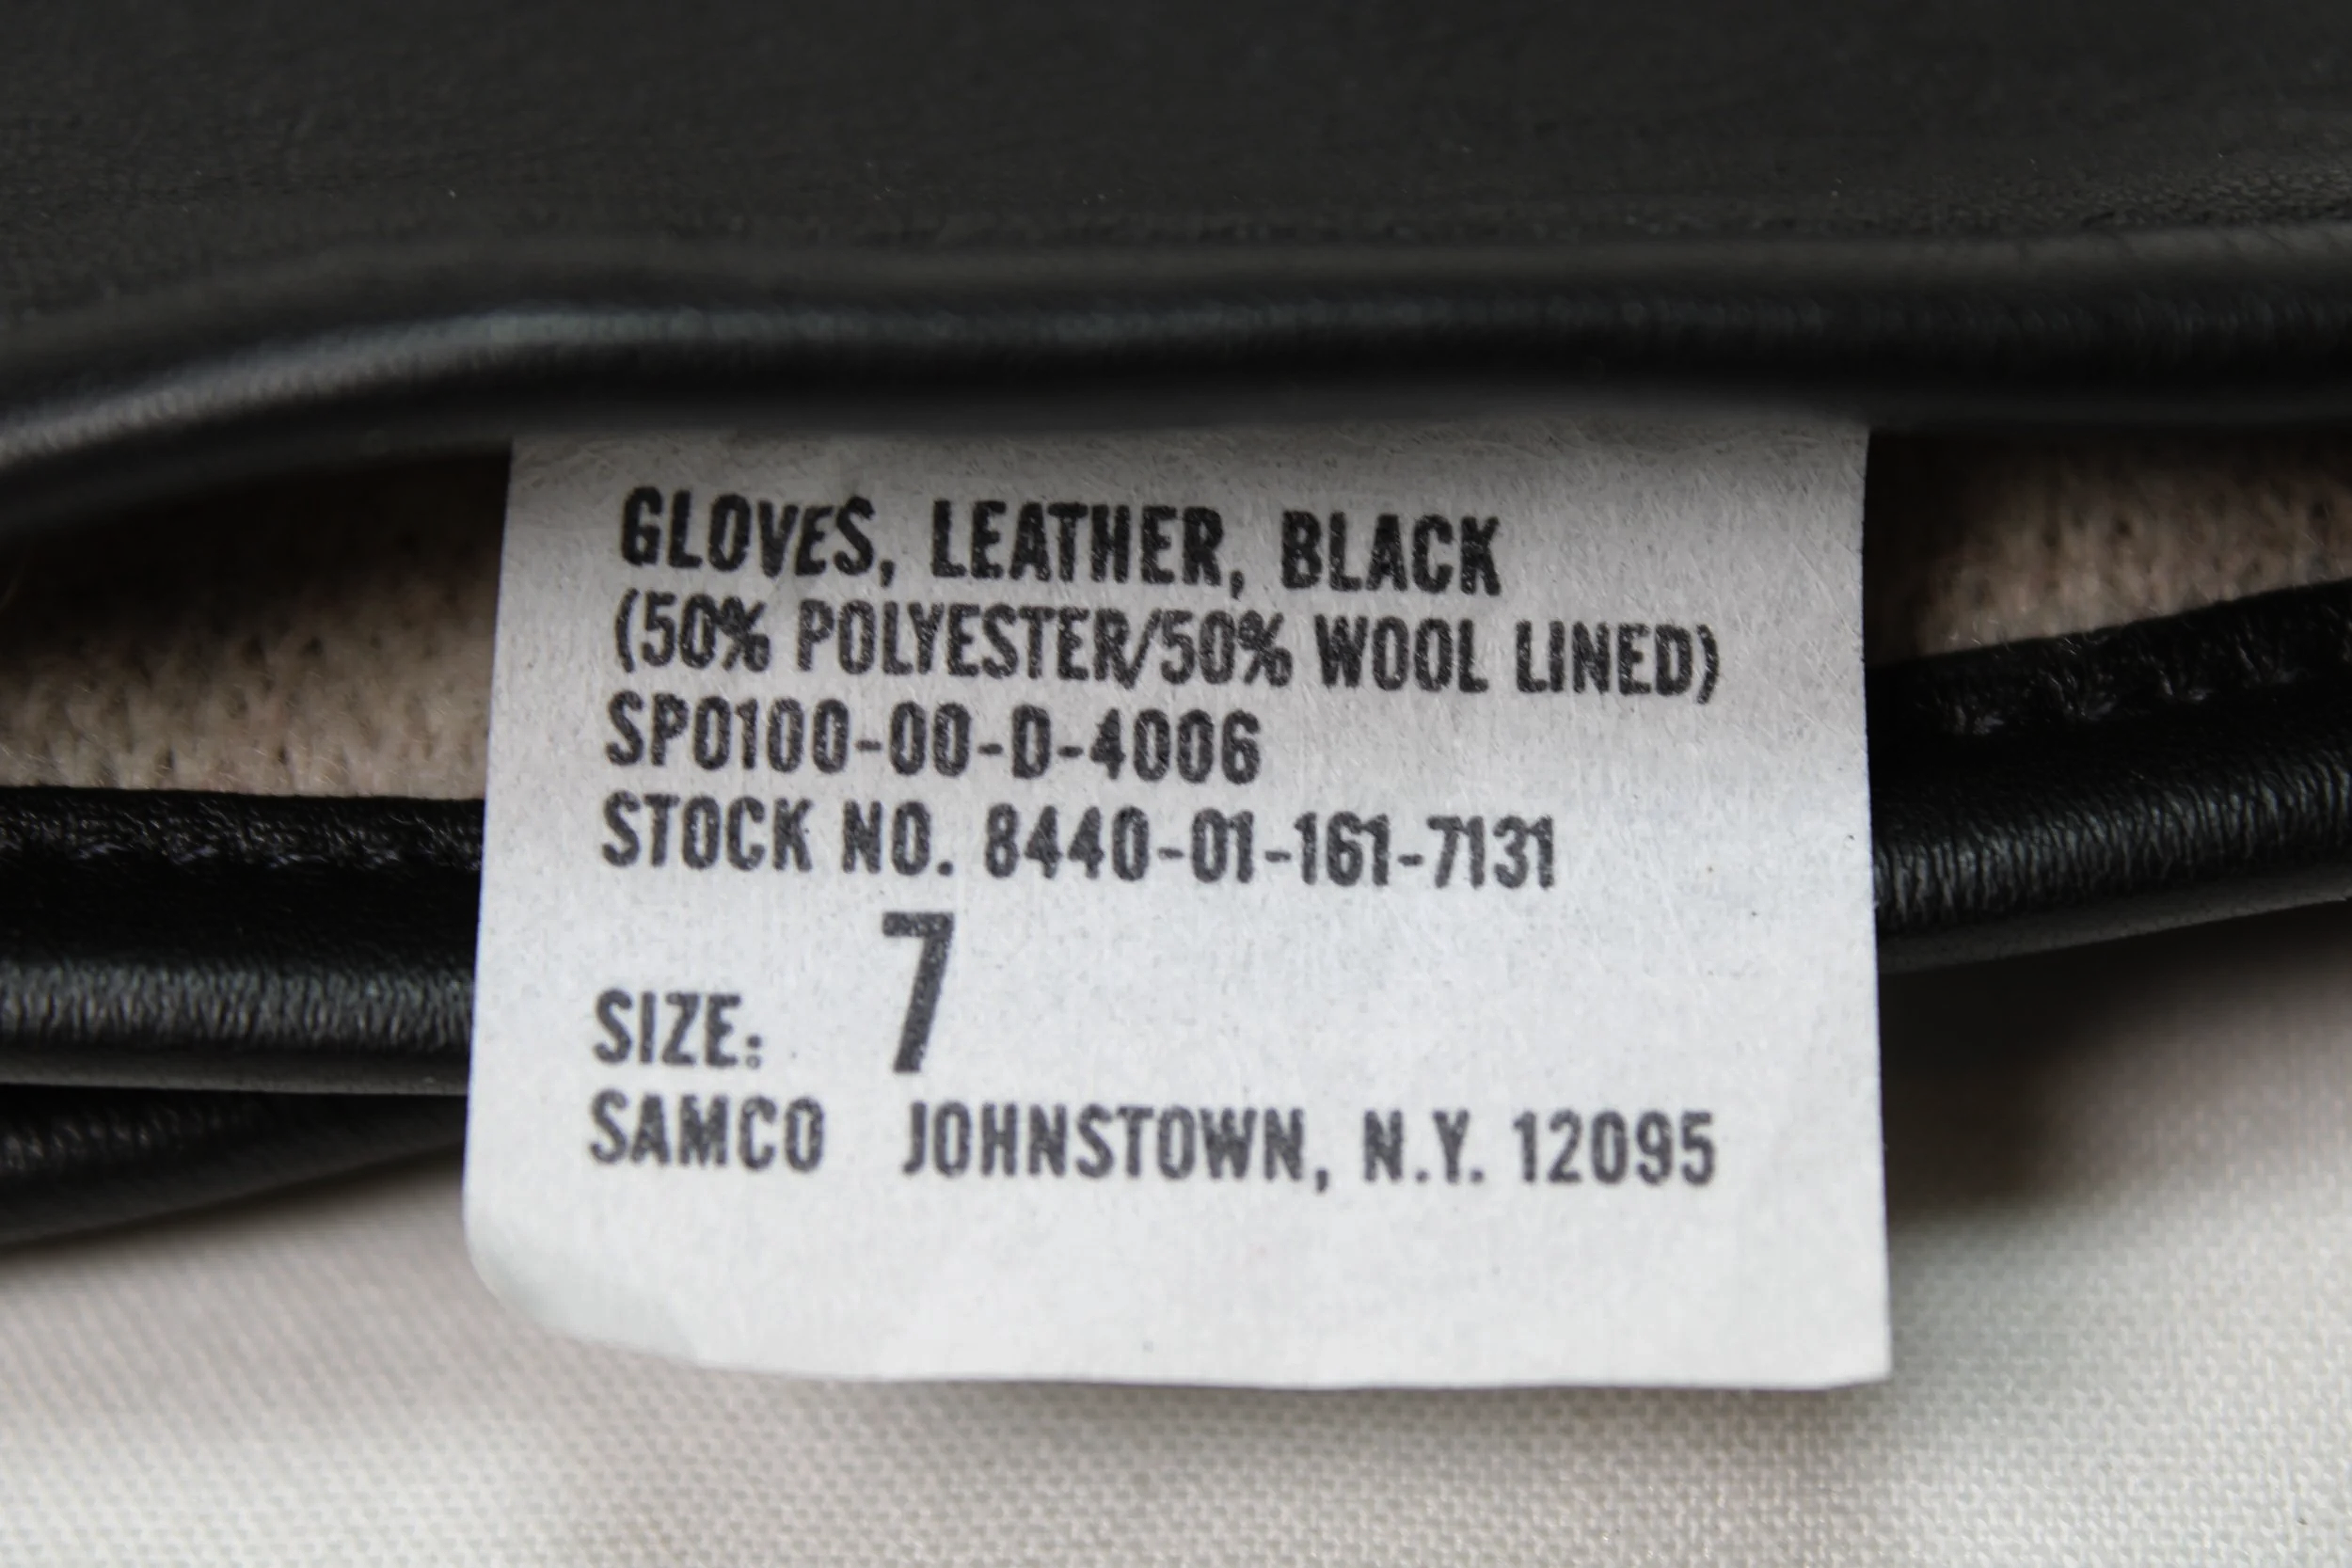 GLOVES, LEATHER, BLACK
(50% POLYESTER/50% WOOL LINED)
SP0100-00-D-4006
STOCK NO. 8440-01-161-7131
SIZE: 7
SAMCO JOHNSTOWN, N.Y. 12095